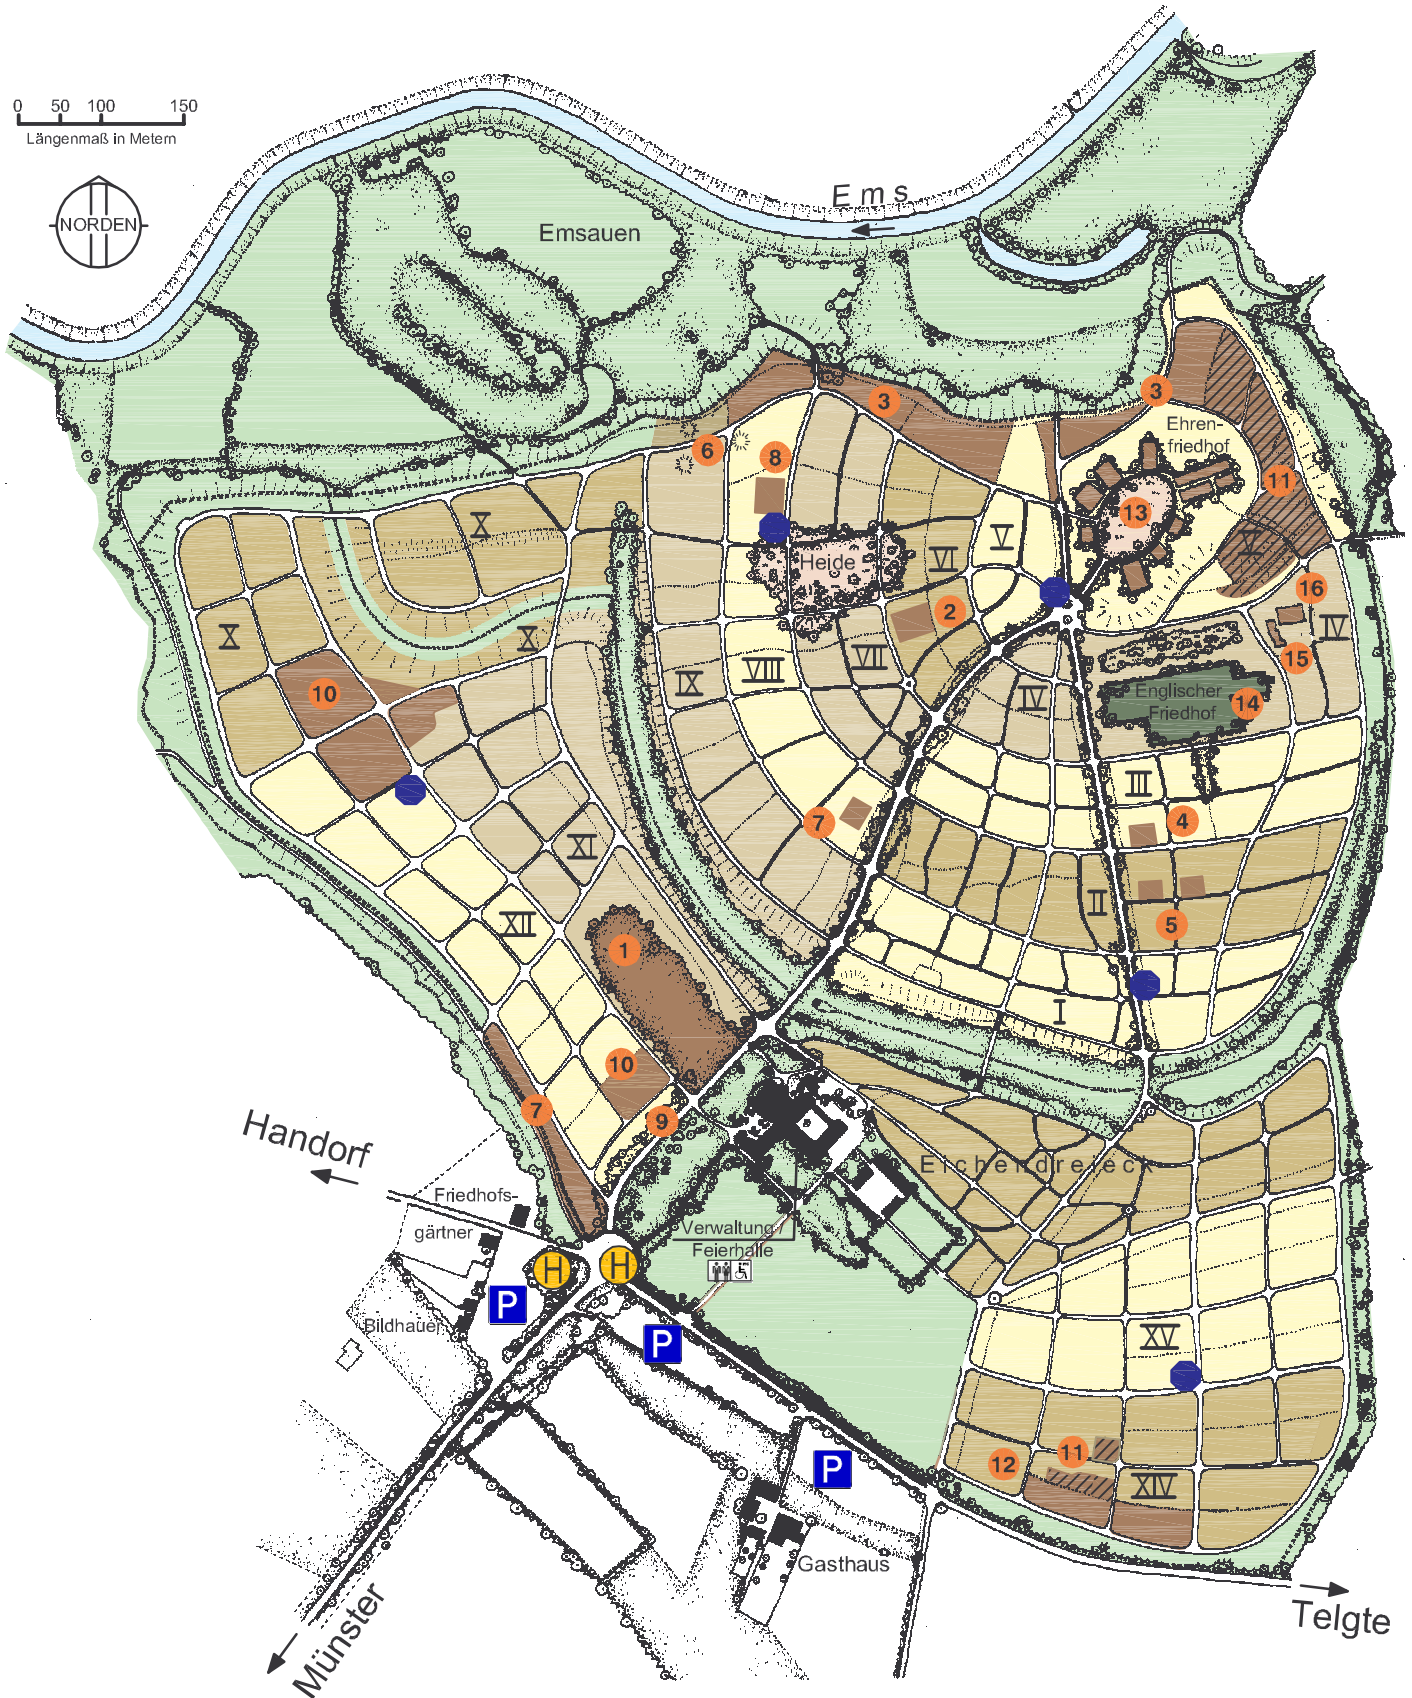 0 50 100 150
Längenmaß in Metern
NORDEN
Ems
Emsauen
3
3
Ehren-
friedhof
6
8
11
13
X
V
Heide
VI
V
16
2
X
X
IV
VII
15
IX
VIII
10
IV
Englischer
Friedhof
14
III
7
4
XI
II
XII
5
1
I
10
7
9
Handorf
Eichendreieck
Friedhofs-
gärtner
Verwaltung/
Feierhalle
H
H
P
Bildhauer
P
XV
12
11
P
XIV
Gasthaus
Telgte
Münster